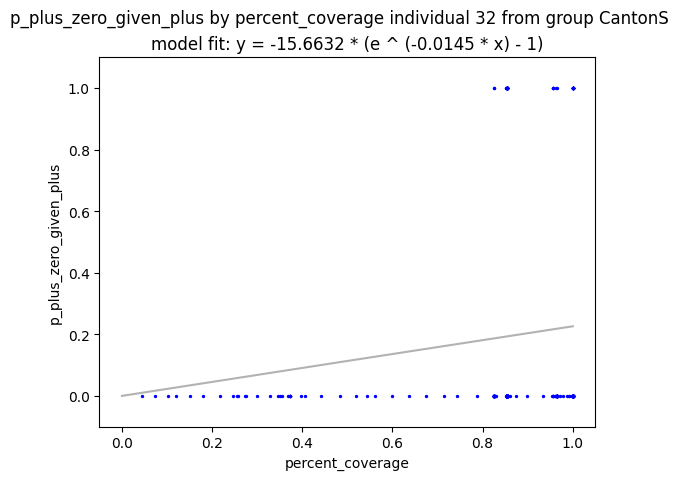 p_plus_zero_given_plus by percent_coverage individual 32 from group CantonS
model fit: y = -15.6632 * (e ^ (-0.0145 * x) - 1)
1.0
0.8
0.6
0.4
0.2
0.0
p_plus_zero_given_plus
0.0 0.2 0.4 0.6 0.8 1.0
percent_coverage